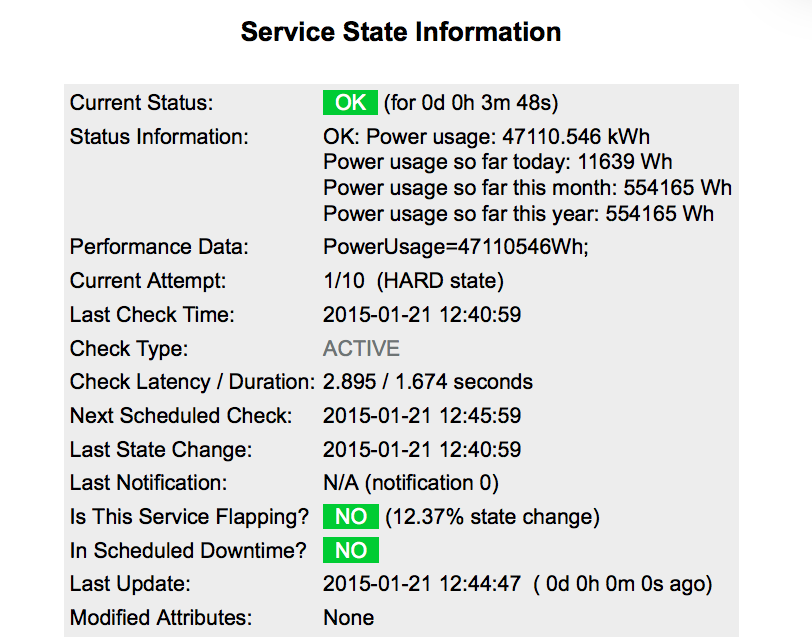 Service State Information
Current Status: OK (for 0d 0h 3m 48s)
Status Information: OK: Power usage: 47110.546 kWh
Power usage so far today: 11639 Wh
Power usage so far this month: 554165 Wh
Power usage so far this year: 554165 Wh
Performance Data: PowerUsage=47110546Wh;
Current Attempt: 1/10 (HARD state)
Last Check Time: 2015-01-21 12:40:59
Check Type: ACTIVE
Check Latency / Duration: 2.895 / 1.674 seconds
Next Scheduled Check: 2015-01-21 12:45:59
Last State Change: 2015-01-21 12:40:59
Last Notification: N/A (notification 0)
Is This Service Flapping? NO (12.37% state change)
In Scheduled Downtime? NO
Last Update: 2015-01-21 12:44:47 ( 0d 0h 0m 0s ago)
Modified Attributes: None